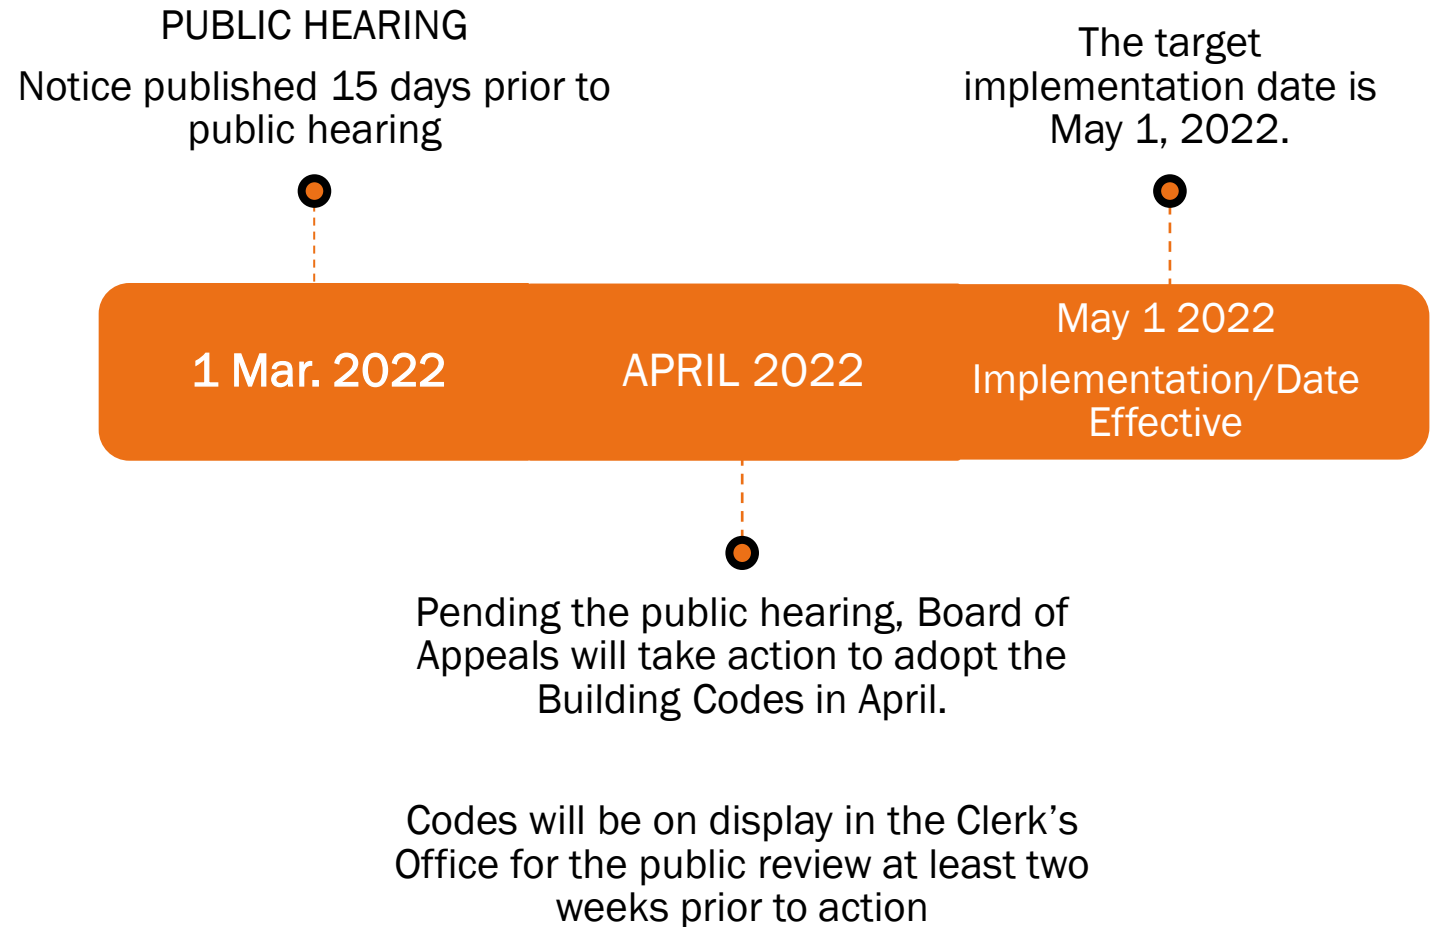 PUBLIC HEARING
Notice published 15 days prior to
public hearing
The target
implementation date is
May 1, 2022.
1 Mar. 2022
APRIL 2022
May 1 2022
Implementation/Date
Effective
Pending the public hearing, Board of
Appeals will take action to adopt the
Building Codes in April.
Codes will be on display in the Clerk’s
Office for the public review at least two
weeks prior to action